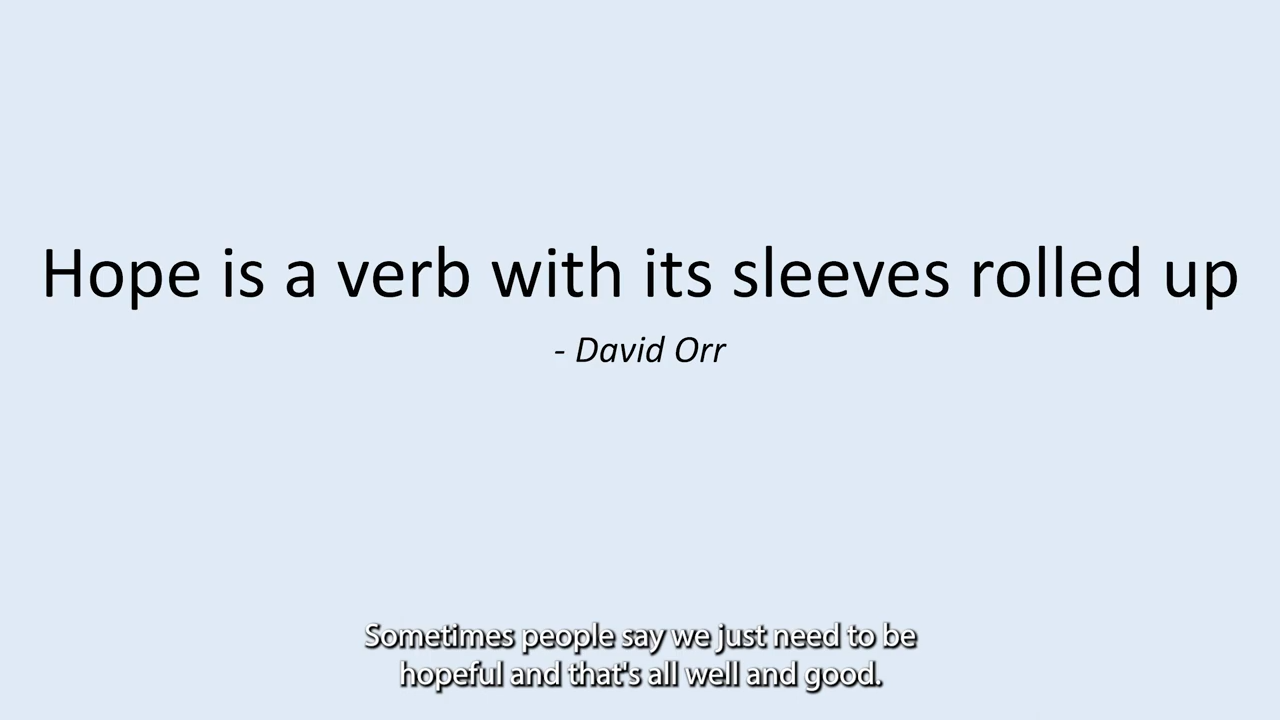 Hope is a verb with its sleeves rolled up
- David Orr
Sometimes people say we just need to be
hopeful and that's all well and good.